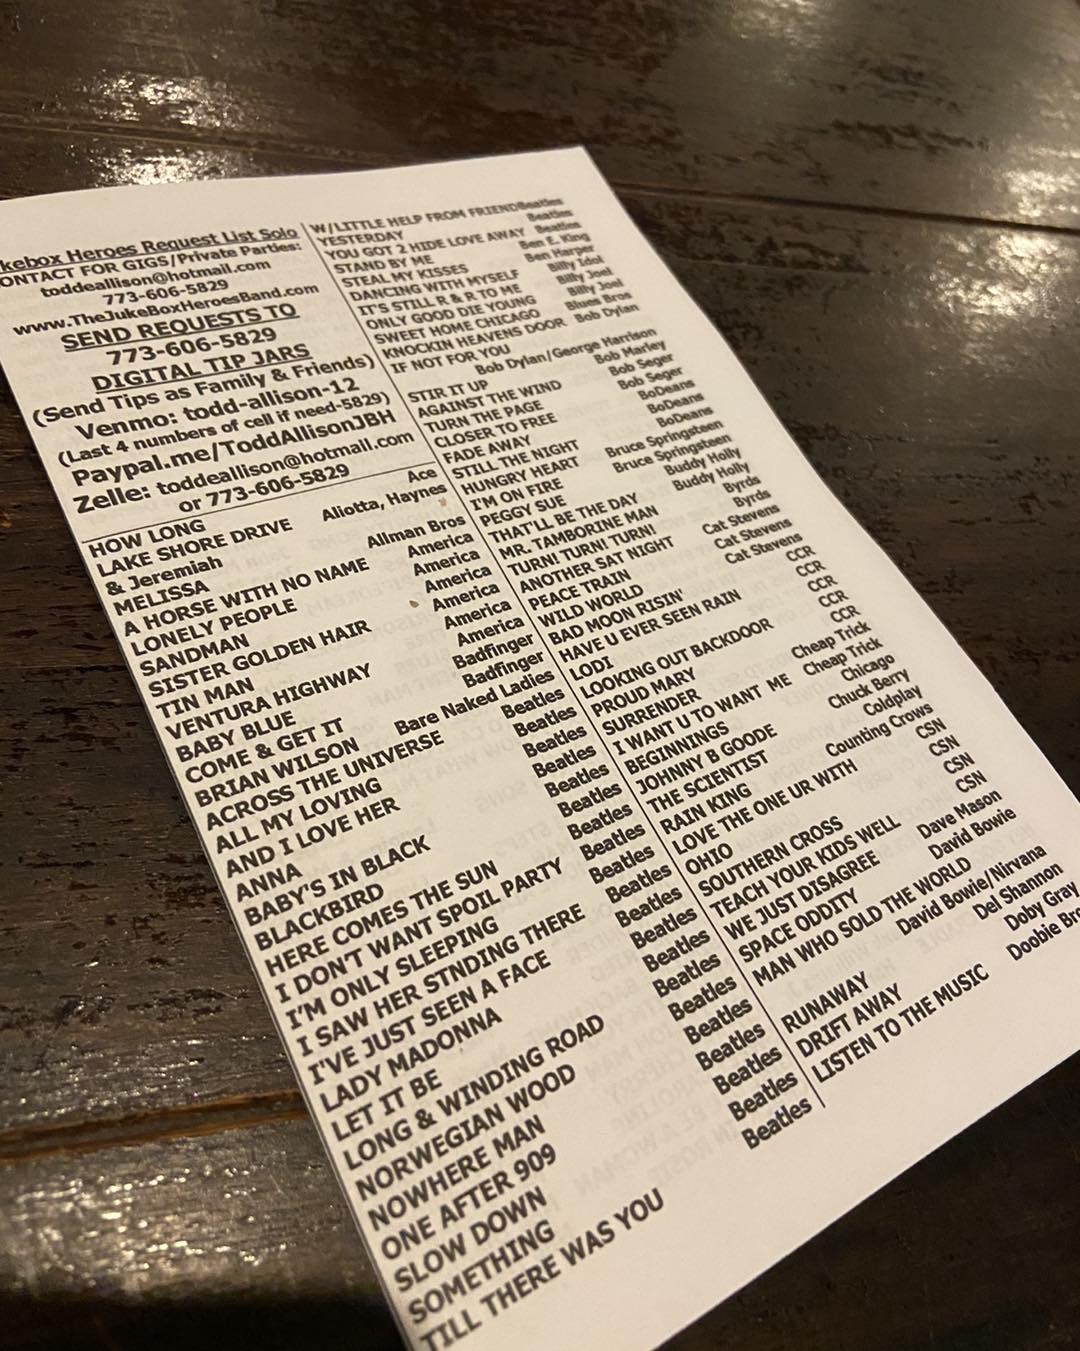 kebox Heroes Request List Solo
ONTACT FOR GIGS/Private Parties:
toddeallison@hotmail.com
773-606-5829
www.TheJukeBoxHeroesBand.com
SEND REQUESTS TO
773-606-5829
DIGITAL TIP JARS
(Send Tips as Family & Friends)
Venmo: todd-allison-12
(Last 4 numbers of cell if need-5829)
Paypal.me/ToddAllisonJBH
Zelle: toddeallison@hotmail.com
or 773-606-5829
HOW LONG Ace
LAKE SHORE DRIVE Aliotta, Haynes
& Jeremiah
MELISSA Allman Bros
A HORSE WITH NO NAME America
LONELY PEOPLE America
SANDMAN America
SISTER GOLDEN HAIR America
TIN MAN America
VENTURA HIGHWAY America
BABY BLUE Badfinger
COME & GET IT Badfinger
BRIAN WILSON Bare Naked Ladies
ACROSS THE UNIVERSE Beatles
ALL MY LOVING Beatles
AND I LOVE HER Beatles
ANNA Beatles
BABY'S IN BLACK Beatles
BLACKBIRD Beatles
HERE COMES THE SUN Beatles
I DON'T WANT SPOIL PARTY Beatles
I'M ONLY SLEEPING Beatles
I SAW HER STNDING THERE Beatles
I'VE JUST SEEN A FACE Beatles
LADY MADONNA Beatles
LET IT BE Beatles
LONG & WINDING ROAD Beatles
NORWEGIAN WOOD Beatles
NOWHERE MAN Beatles
ONE AFTER 909 Beatles
SLOW DOWN Beatles
SOMETHING Beatles
TILL THERE WAS YOU Beatles
W/LITTLE HELP FROM FRIENDBeatles
YESTERDAY Beatles
YOU GOT 2 HIDE LOVE AWAY Beatles
STAND BY ME Ben E. King
STEAL MY KISSES Ben Harper
DANCING WITH MYSELF Billy Idol
IT'S STILL R & R TO ME Billy Joel
ONLY GOOD DIE YOUNG Billy Joel
SWEET HOME CHICAGO Blues Bros
KNOCKIN HEAVENS DOOR Bob Dylan
IF NOT FOR YOU
Bob Dylan/George Harrison
STIR IT UP Bob Marley
AGAINST THE WIND Bob Seger
TURN THE PAGE Bob Seger
CLOSER TO FREE BoDeans
FADE AWAY BoDeans
STILL THE NIGHT BoDeans
HUNGRY HEART Bruce Springsteen
I'M ON FIRE Bruce Springsteen
PEGGY SUE Buddy Holly
THAT'LL BE THE DAY Buddy Holly
MR. TAMBORINE MAN Byrds
TURN! TURN! TURN! Byrds
ANOTHER SAT NIGHT Cat Stevens
PEACE TRAIN Cat Stevens
WILD WORLD Cat Stevens
BAD MOON RISIN' CCR
HAVE U EVER SEEN RAIN CCR
LODI CCR
LOOKING OUT BACKDOOR CCR
PROUD MARY CCR
SURRENDER Cheap Trick
I WANT U TO WANT ME Cheap Trick
BEGINNINGS Chicago
JOHNNY B GOODE Chuck Berry
THE SCIENTIST Coldplay
RAIN KING Counting Crows
LOVE THE ONE UR WITH CSN
OHIO CSN
SOUTHERN CROSS CSN
TEACH YOUR KIDS WELL CSN
WE JUST DISAGREE Dave Mason
SPACE ODDITY David Bowie
MAN WHO SOLD THE WORLD
David Bowie/Nirvana
RUNAWAY Del Shannon
DRIFT AWAY Doby Gray
LISTEN TO THE MUSIC Doobie Bro